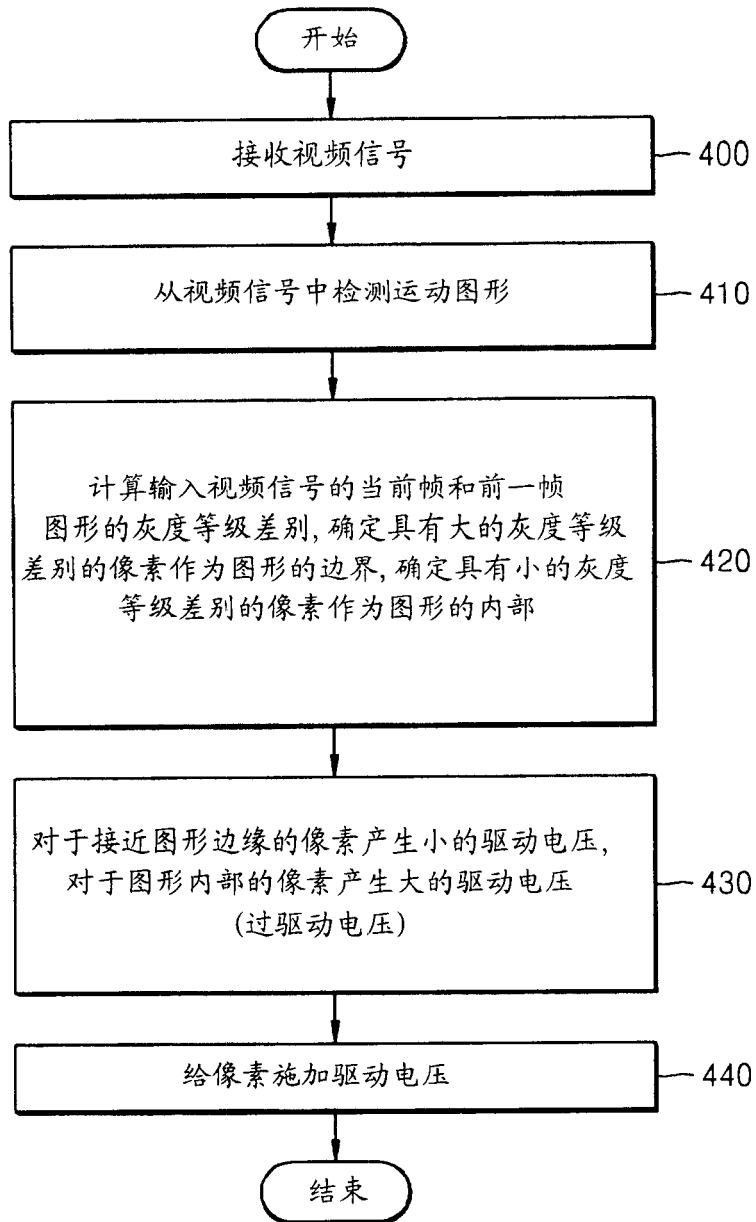 开始
接收视频信号
400
从视频信号中检测运动图形
410
计算输入视频信号的当前帧和前一帧
图形的灰度等级差别,确定具有大的灰度等级
差别的像素作为图形的边界,确定具有小的灰度
等级差别的像素作为图形的内部
420
对于接近图形边缘的像素产生小的驱动电压,
对于图形内部的像素产生大的驱动电压
(过驱动电压)
430
给像素施加驱动电压
440
结束